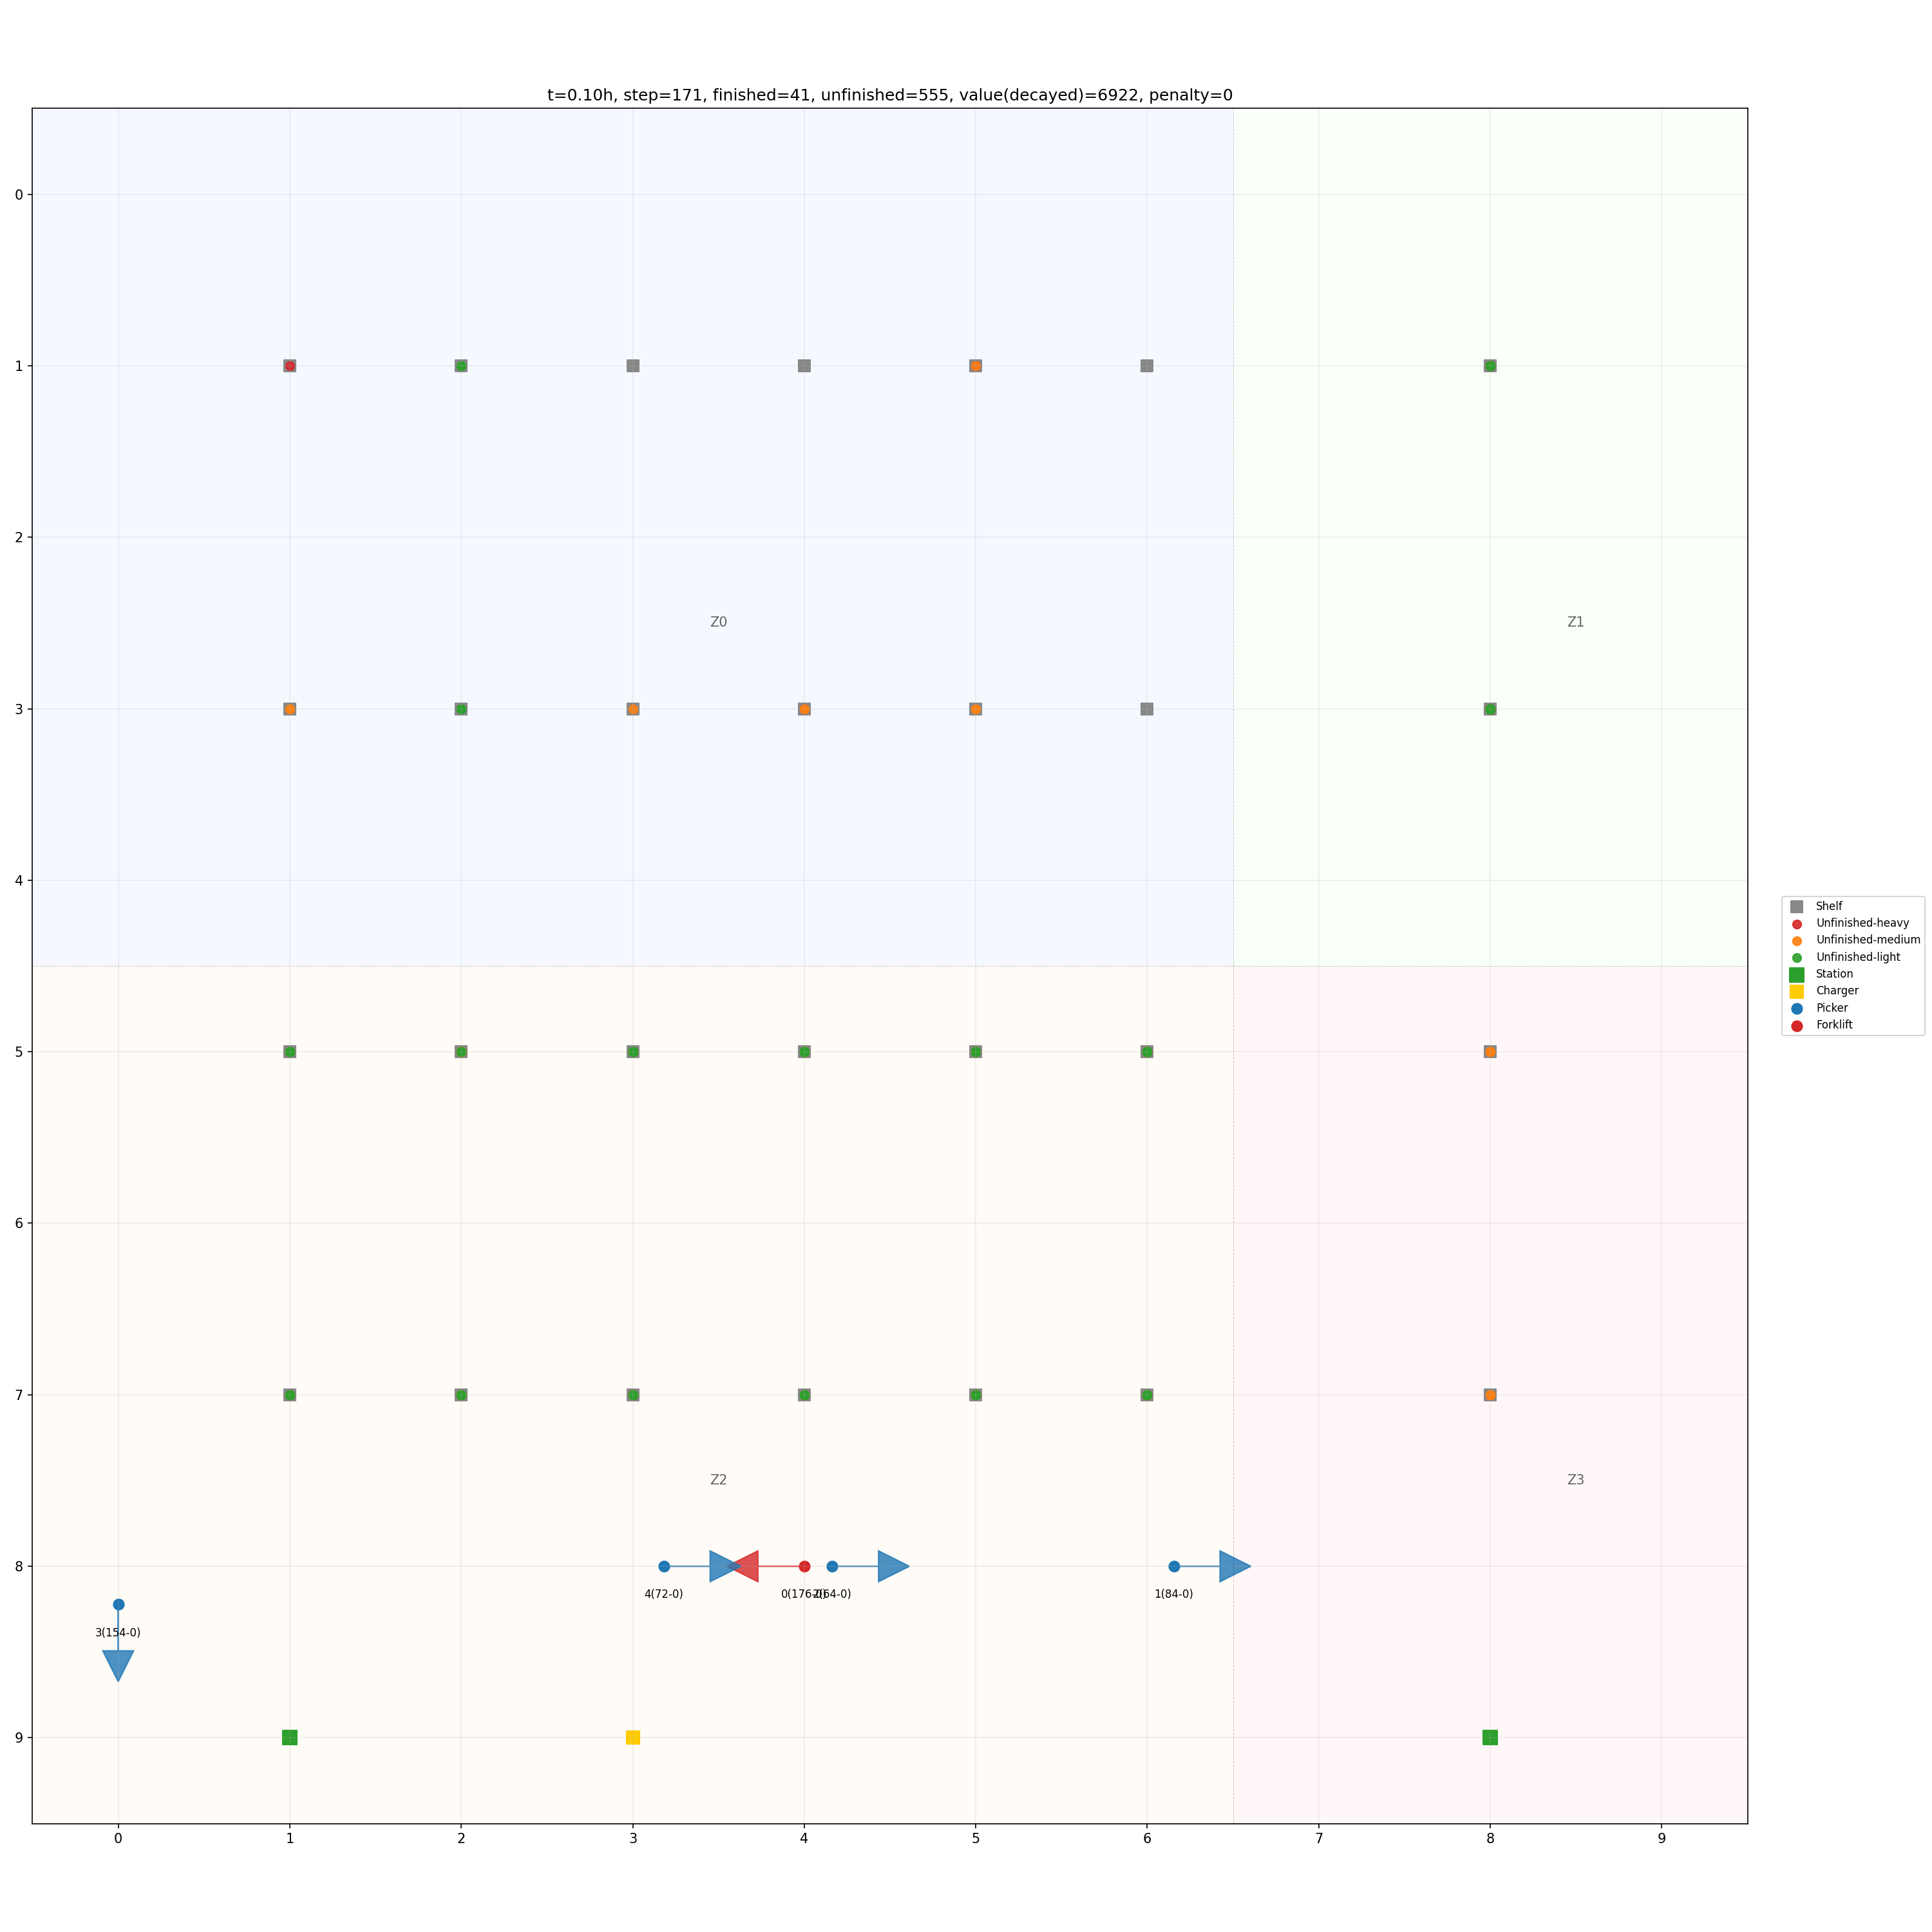 t=0.10h, step=171, finished=41, unfinished=555, value(decayed)=6922, penalty=0
0
1
2
Z0
Z1
3
4
Shelf
Unfinished-heavy
Unfinished-medium
Unfinished-light
Station
Charger
Picker
Forklift
5
6
7
Z2
Z3
8
4(72-0)
1(84-0)
3(154-0)
9
0 1 2 3 4 5 6 7 8 9